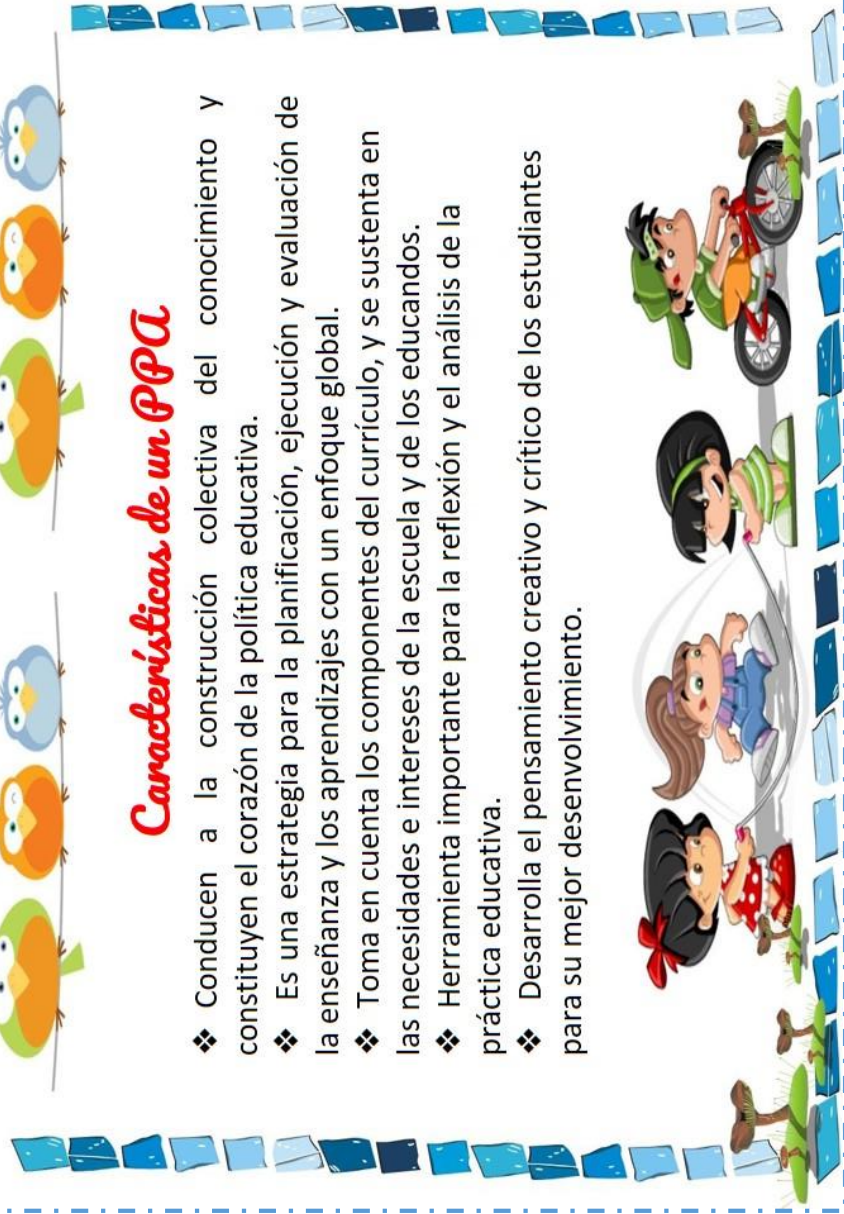 Características de un PPA
❖ Conducen a la construcción colectiva del conocimiento y
constituyen el corazón de la política educativa.
❖ Es una estrategia para la planificación, ejecución y evaluación de
la enseñanza y los aprendizajes con un enfoque global.
❖ Toma en cuenta los componentes del currículo, y se sustenta en
las necesidades e intereses de la escuela y de los educandos.
❖ Herramienta importante para la reflexión y el análisis de la
práctica educativa.
❖ Desarrolla el pensamiento creativo y crítico de los estudiantes
para su mejor desenvolvimiento.